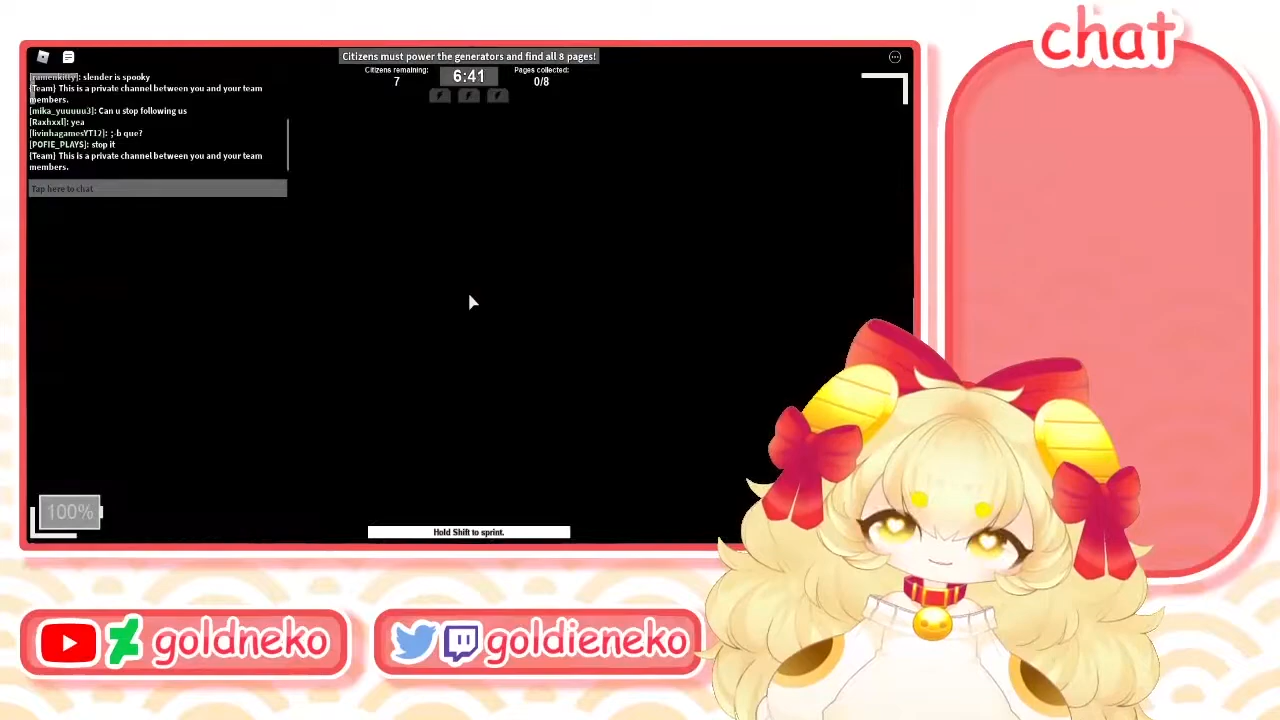 chat
Citizens must power the generators and find all 8 pages!
Citizens remaining:
7
6:41
Pages collected:
0/8
[ramenkitty]: slender is spooky
{Team} This is a private channel between you and your team
members.
[mika_yuuuuu3]: Can u stop following us
[Raxhxxl]: yea
[livinhagamesYT12]: ;-b que?
[POFIE_PLAYS]: stop it
{Team} This is a private channel between you and your team
members.
Tap here to chat
100%
Hold Shift to sprint.
goldneko
goldieneko